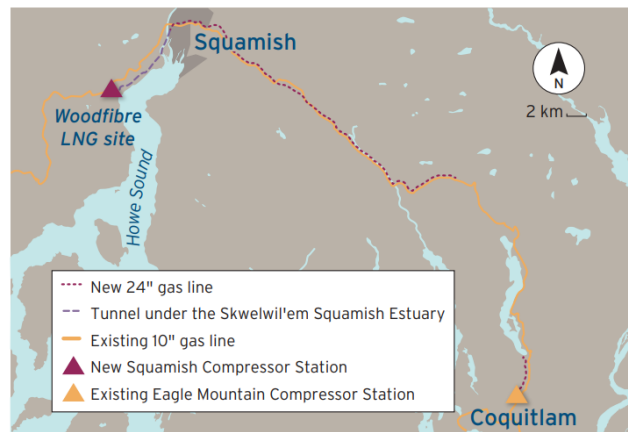 Squamish
Woodfibre
LNG site
N
2 km
Howe Sound
New 24" gas line
Tunnel under the Skwelwil'em Squamish Estuary
Existing 10" gas line
New Squamish Compressor Station
Existing Eagle Mountain Compressor Station
Coquitlam